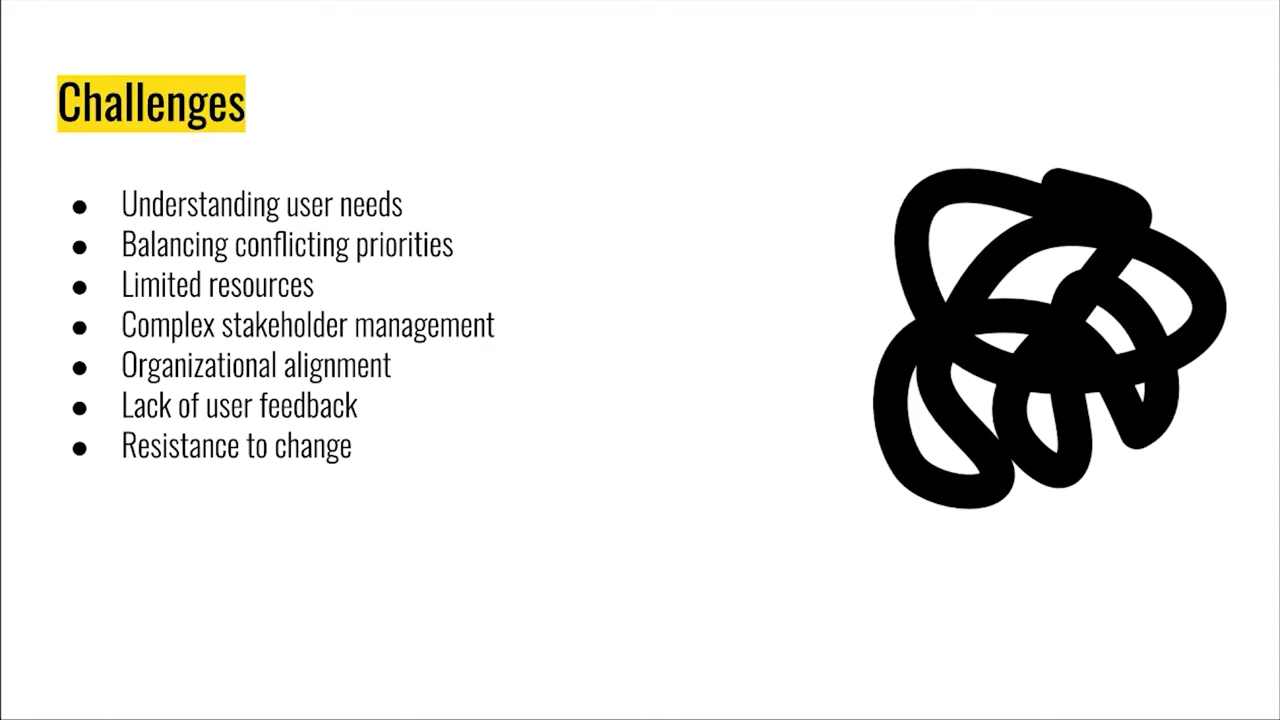 Challenges
● Understanding user needs
● Balancing conflicting priorities
● Limited resources
● Complex stakeholder management
● Organizational alignment
● Lack of user feedback
● Resistance to change